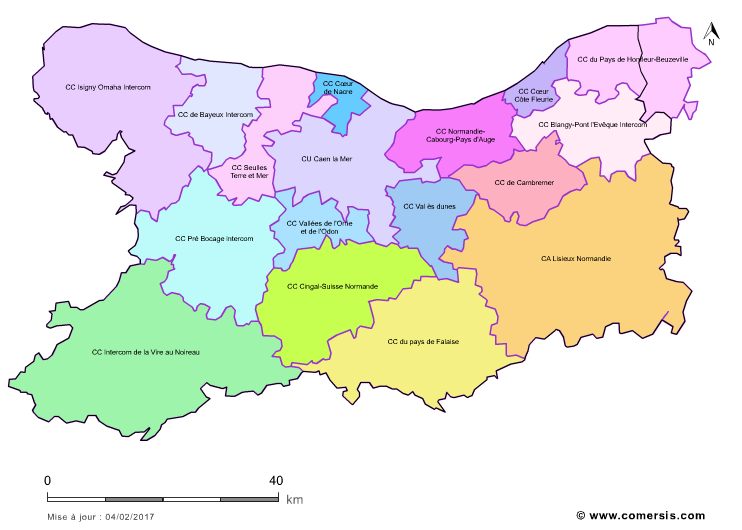 N
CC du Pays de Honfleur-Beuzeville
CC Isigny Omaha Intercom
CC Cœur
de Nacre
CC Cœur
Côte Fleurie
CC de Bayeux Intercom
CC Blangy-Pont l'Evêque Intercom
CC Normandie-
Cabourg-Pays d'Auge
CU Caen la Mer
CC Seulles
Terre et Mer
CC de Cambremer
CC Val ès dunes
CC Vallées de l'Orne
et de l'Odon
CC Pré Bocage Intercom
CA Lisieux Normandie
CC Cingal-Suisse Normande
CC du pays de Falaise
CC Intercom de la Vire au Noireau
0 40
km
Mise à jour : 04/02/2017
© www.comersis.com